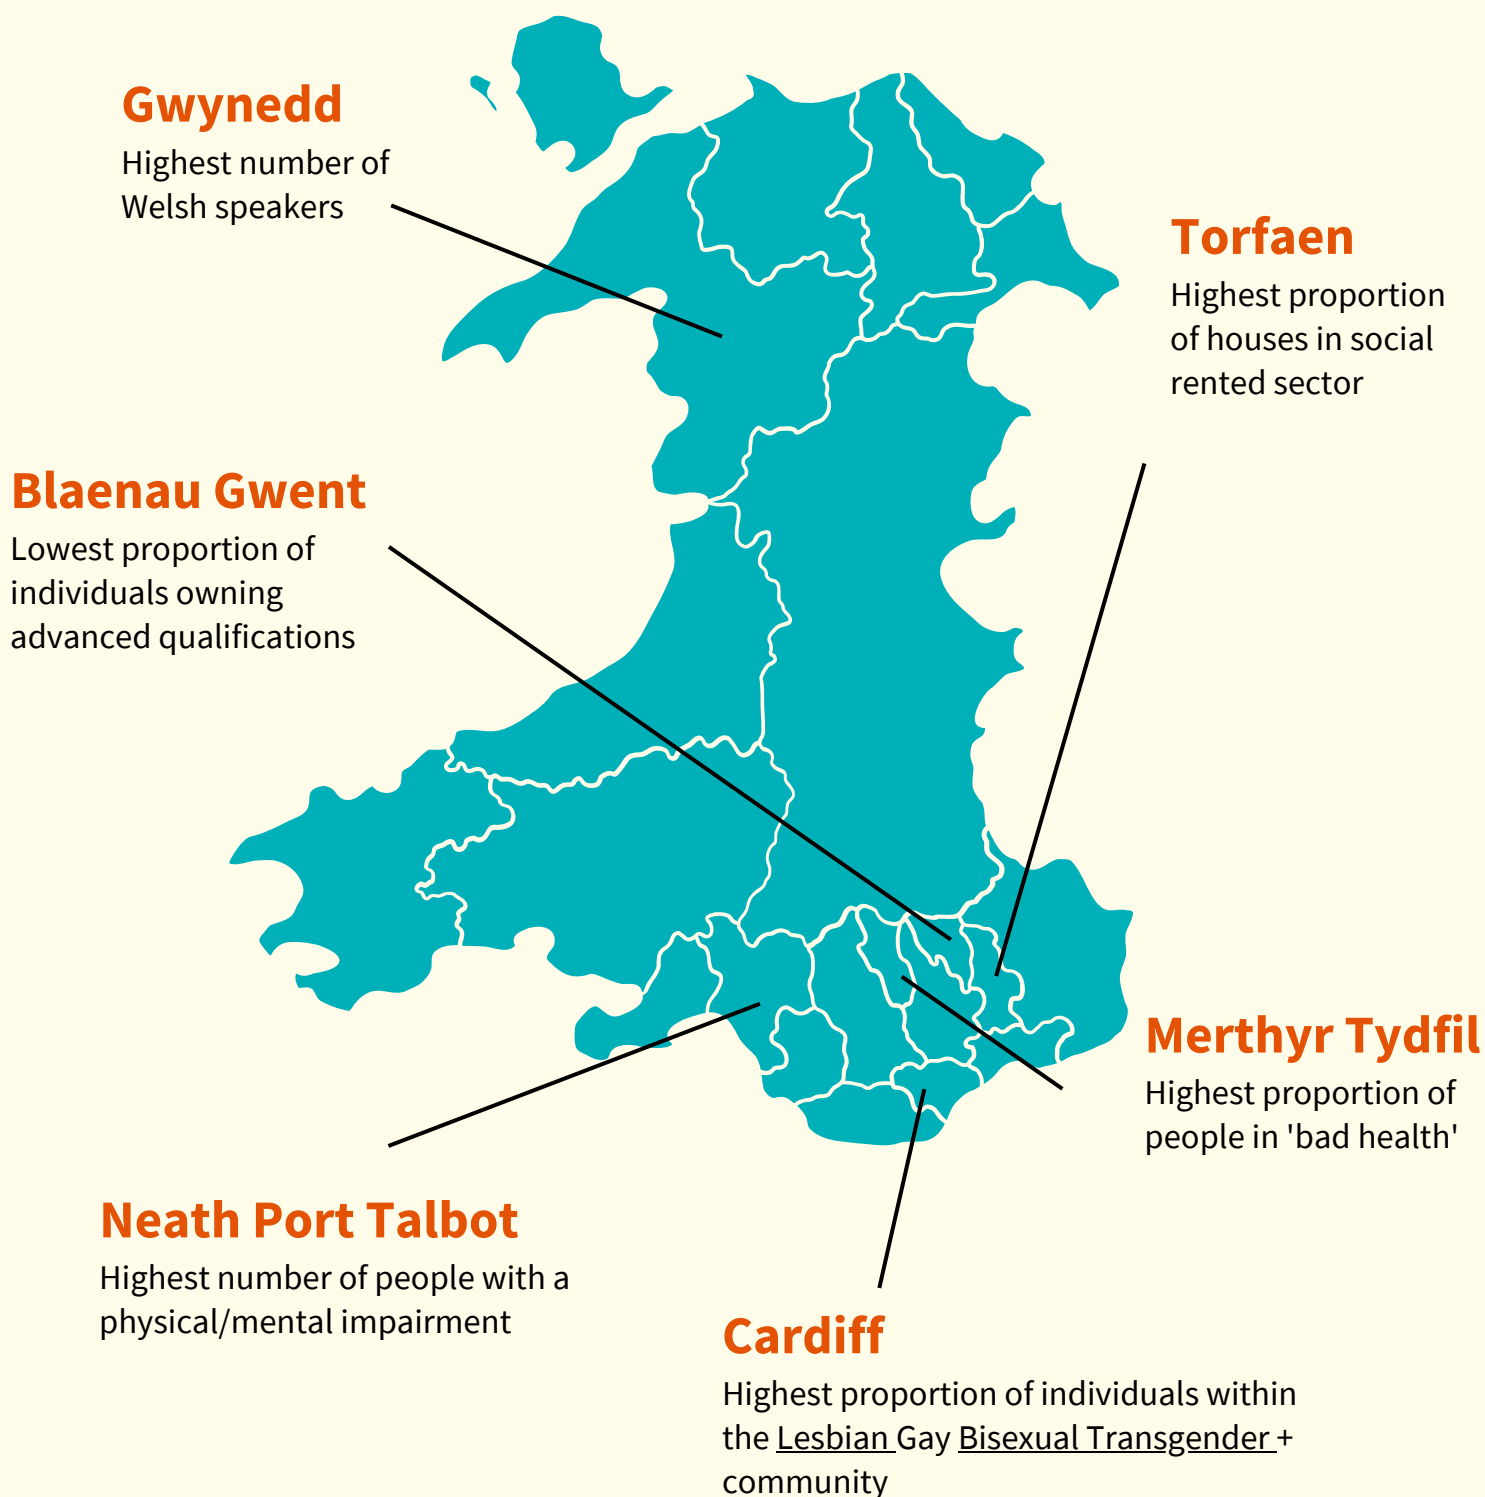 Gwynedd
Highest number of
Welsh speakers
Torfaen
Highest proportion
of houses in social
rented sector
Blaenau Gwent
Lowest proportion of
individuals owning
advanced qualifications
Merthyr Tydfil
Highest proportion of
people in 'bad health'
Neath Port Talbot
Highest number of people with a
physical/mental impairment
Cardiff
Highest proportion of individuals within
the Lesbian Gay Bisexual Transgender +
community